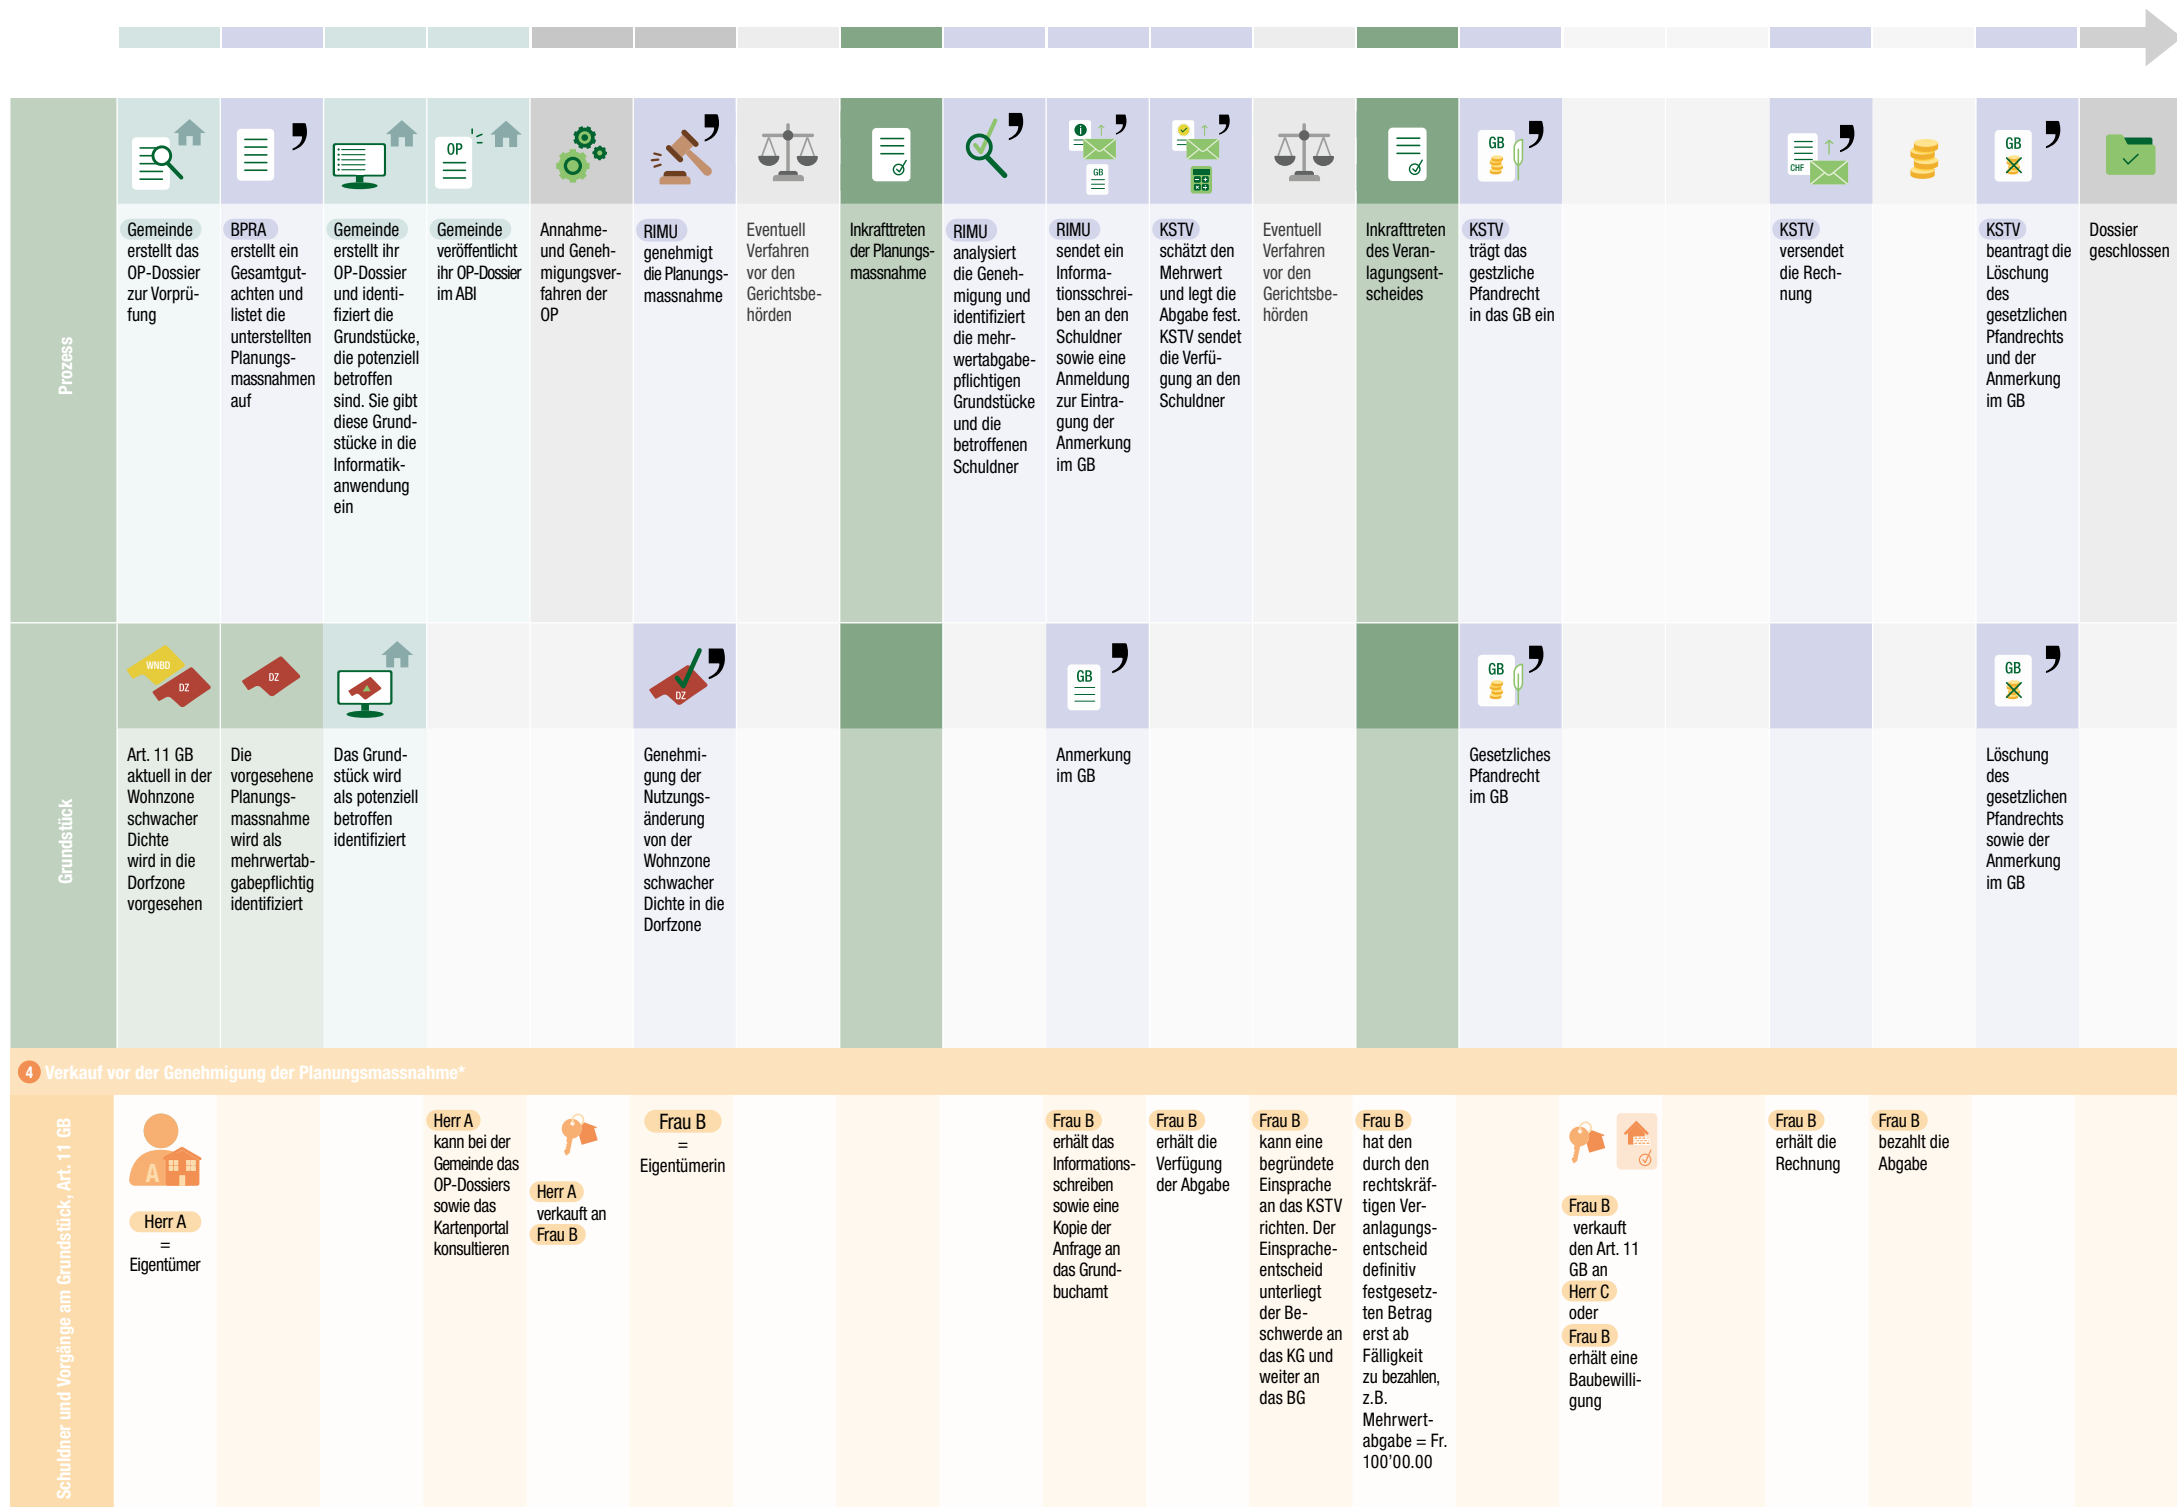 OP
GB
GB
GB
CHF
GB
Prozess
Gemeinde
erstellt das
OP-Dossier
zur Vorprü-
fung
BPRA
erstellt ein
Gesamtgut-
achten und
listet die
unterstellten
Planungs-
massnahmen
auf
Gemeinde
erstellt ihr
OP-Dossier
und identi-
fiziert die
Grundstücke,
die potenziell
betroffen
sind. Sie gibt
diese Grund-
stücke in die
Informatik-
anwendung
ein
Gemeinde
veröffentlicht
ihr OP-Dossier
im ABl
Annahme-
und Geneh-
migungsver-
fahren der
OP
RIMU
genehmigt
die Planungs-
massnahme
Eventuell
Verfahren
vor den
Gerichtsbe-
hörden
Inkrafttreten
der Planungs-
massnahme
RIMU
analysiert
die Geneh-
migung und
identifiziert
die mehr-
wertabgabe-
pflichtigen
Grundstücke
und die
betroffenen
Schuldner
RIMU
sendet ein
Informa-
tionsschrei-
ben an den
Schuldner
sowie eine
Anmeldung
zur Eintra-
gung der
Anmerkung
im GB
KSTV
schätzt den
Mehrwert
und legt die
Abgabe fest.
KSTV sendet
die Verfü-
gung an den
Schuldner
Eventuell
Verfahren
vor den
Gerichtsbe-
hörden
Inkrafttreten
des Veran-
lagungsent-
scheides
KSTV
trägt das
gestzliche
Pfandrecht
in das GB ein
KSTV
versendet
die Rech-
nung
KSTV
beantragt die
Löschung
des
gesetzlichen
Pfandrechts
und der
Anmerkung
im GB
Dossier
geschlossen
Grundstück
WNBD
DZ
DZ
DZ
GB
GB
GB
Art. 11 GB
aktuell in der
Wohnzone
schwacher
Dichte
wird in die
Dorfzone
vorgesehen
Die
vorgesehene
Planungs-
massnahme
wird als
mehrwertab-
gabepflichtig
identifiziert
Das Grund-
stück wird
als potenziell
betroffen
identifiziert
Genehmi-
gung der
Nutzungs-
änderung
von der
Wohnzone
schwacher
Dichte in die
Dorfzone
Anmerkung
im GB
Gesetzliches
Pfandrecht
im GB
Löschung
des
gesetzlichen
Pfandrechts
sowie der
Anmerkung
im GB
4 Verkauf vor der Genehmigung der Planungsmassnahme*
Schuldner und Vorgänge am Grundstück, Art. 11 GB
A
Herr A
=
Eigentümer
Herr A
kann bei der
Gemeinde das
OP-Dossiers
sowie das
Kartenportal
konsultieren
Herr A
verkauft an
Frau B
Frau B
=
Eigentümerin
Frau B
erhält das
Informations-
schreiben
sowie eine
Kopie der
Anfrage an
das Grund-
buchamt
Frau B
erhält die
Verfügung
der Abgabe
Frau B
kann eine
begründete
Einsprache
an das KSTV
richten. Der
Einsprache-
entscheid
unterliegt
der Be-
schwerde an
das KG und
weiter an
das BG
Frau B
hat den
durch den
rechtskräf-
tigen Ver-
anlagungs-
entscheid
definitiv
festgesetz-
ten Betrag
erst ab
Fälligkeit
zu bezahlen,
z.B.
Mehrwert-
abgabe = Fr.
100'00.00
Frau B
verkauft
den Art. 11
GB an
Herr C
oder
Frau B
erhält eine
Baubewilli-
gung
Frau B
erhält die
Rechnung
Frau B
bezahlt die
Abgabe